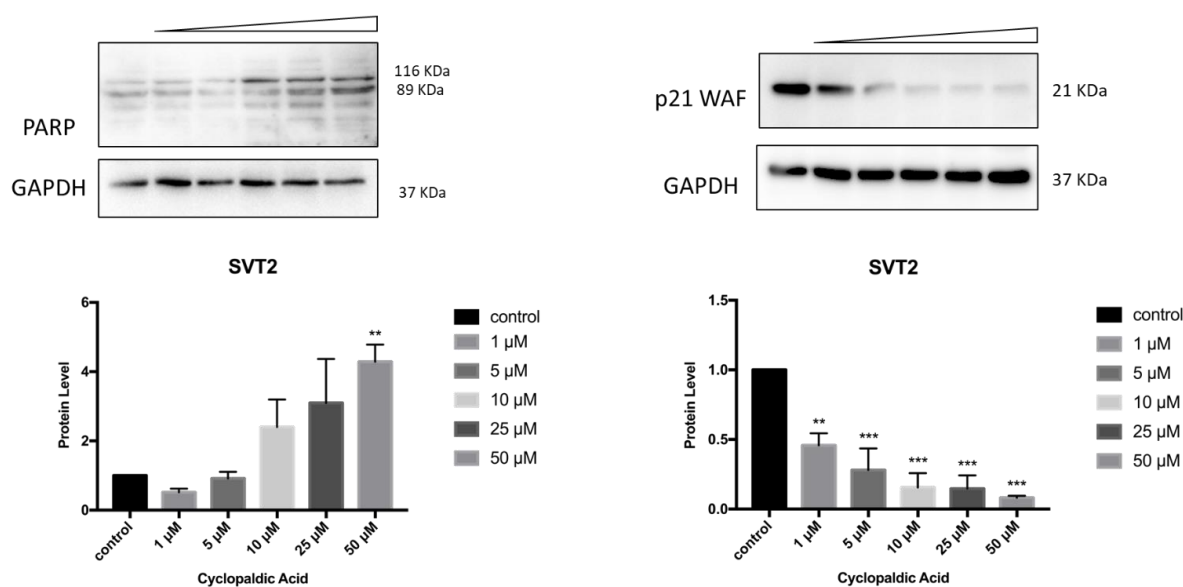 116 KDa
89 KDa
PARP
GAPDH
37 KDa
SVT2
6
4
2
0
Protein Level
**
control
1 µM
5 µM
10 µM
25 µM
50 µM
Cyclopaldic Acid
control
1 µM
5 µM
10 µM
25 µM
50 µM
p21 WAF
21 KDa
GAPDH
37 KDa
SVT2
1.5
1.0
0.5
0.0
Protein Level
**
***
***
***
***
control
1 µM
5 µM
10 µM
25 µM
50 µM
Cyclopaldic Acid
control
1 µM
5 µM
10 µM
25 µM
50 µM